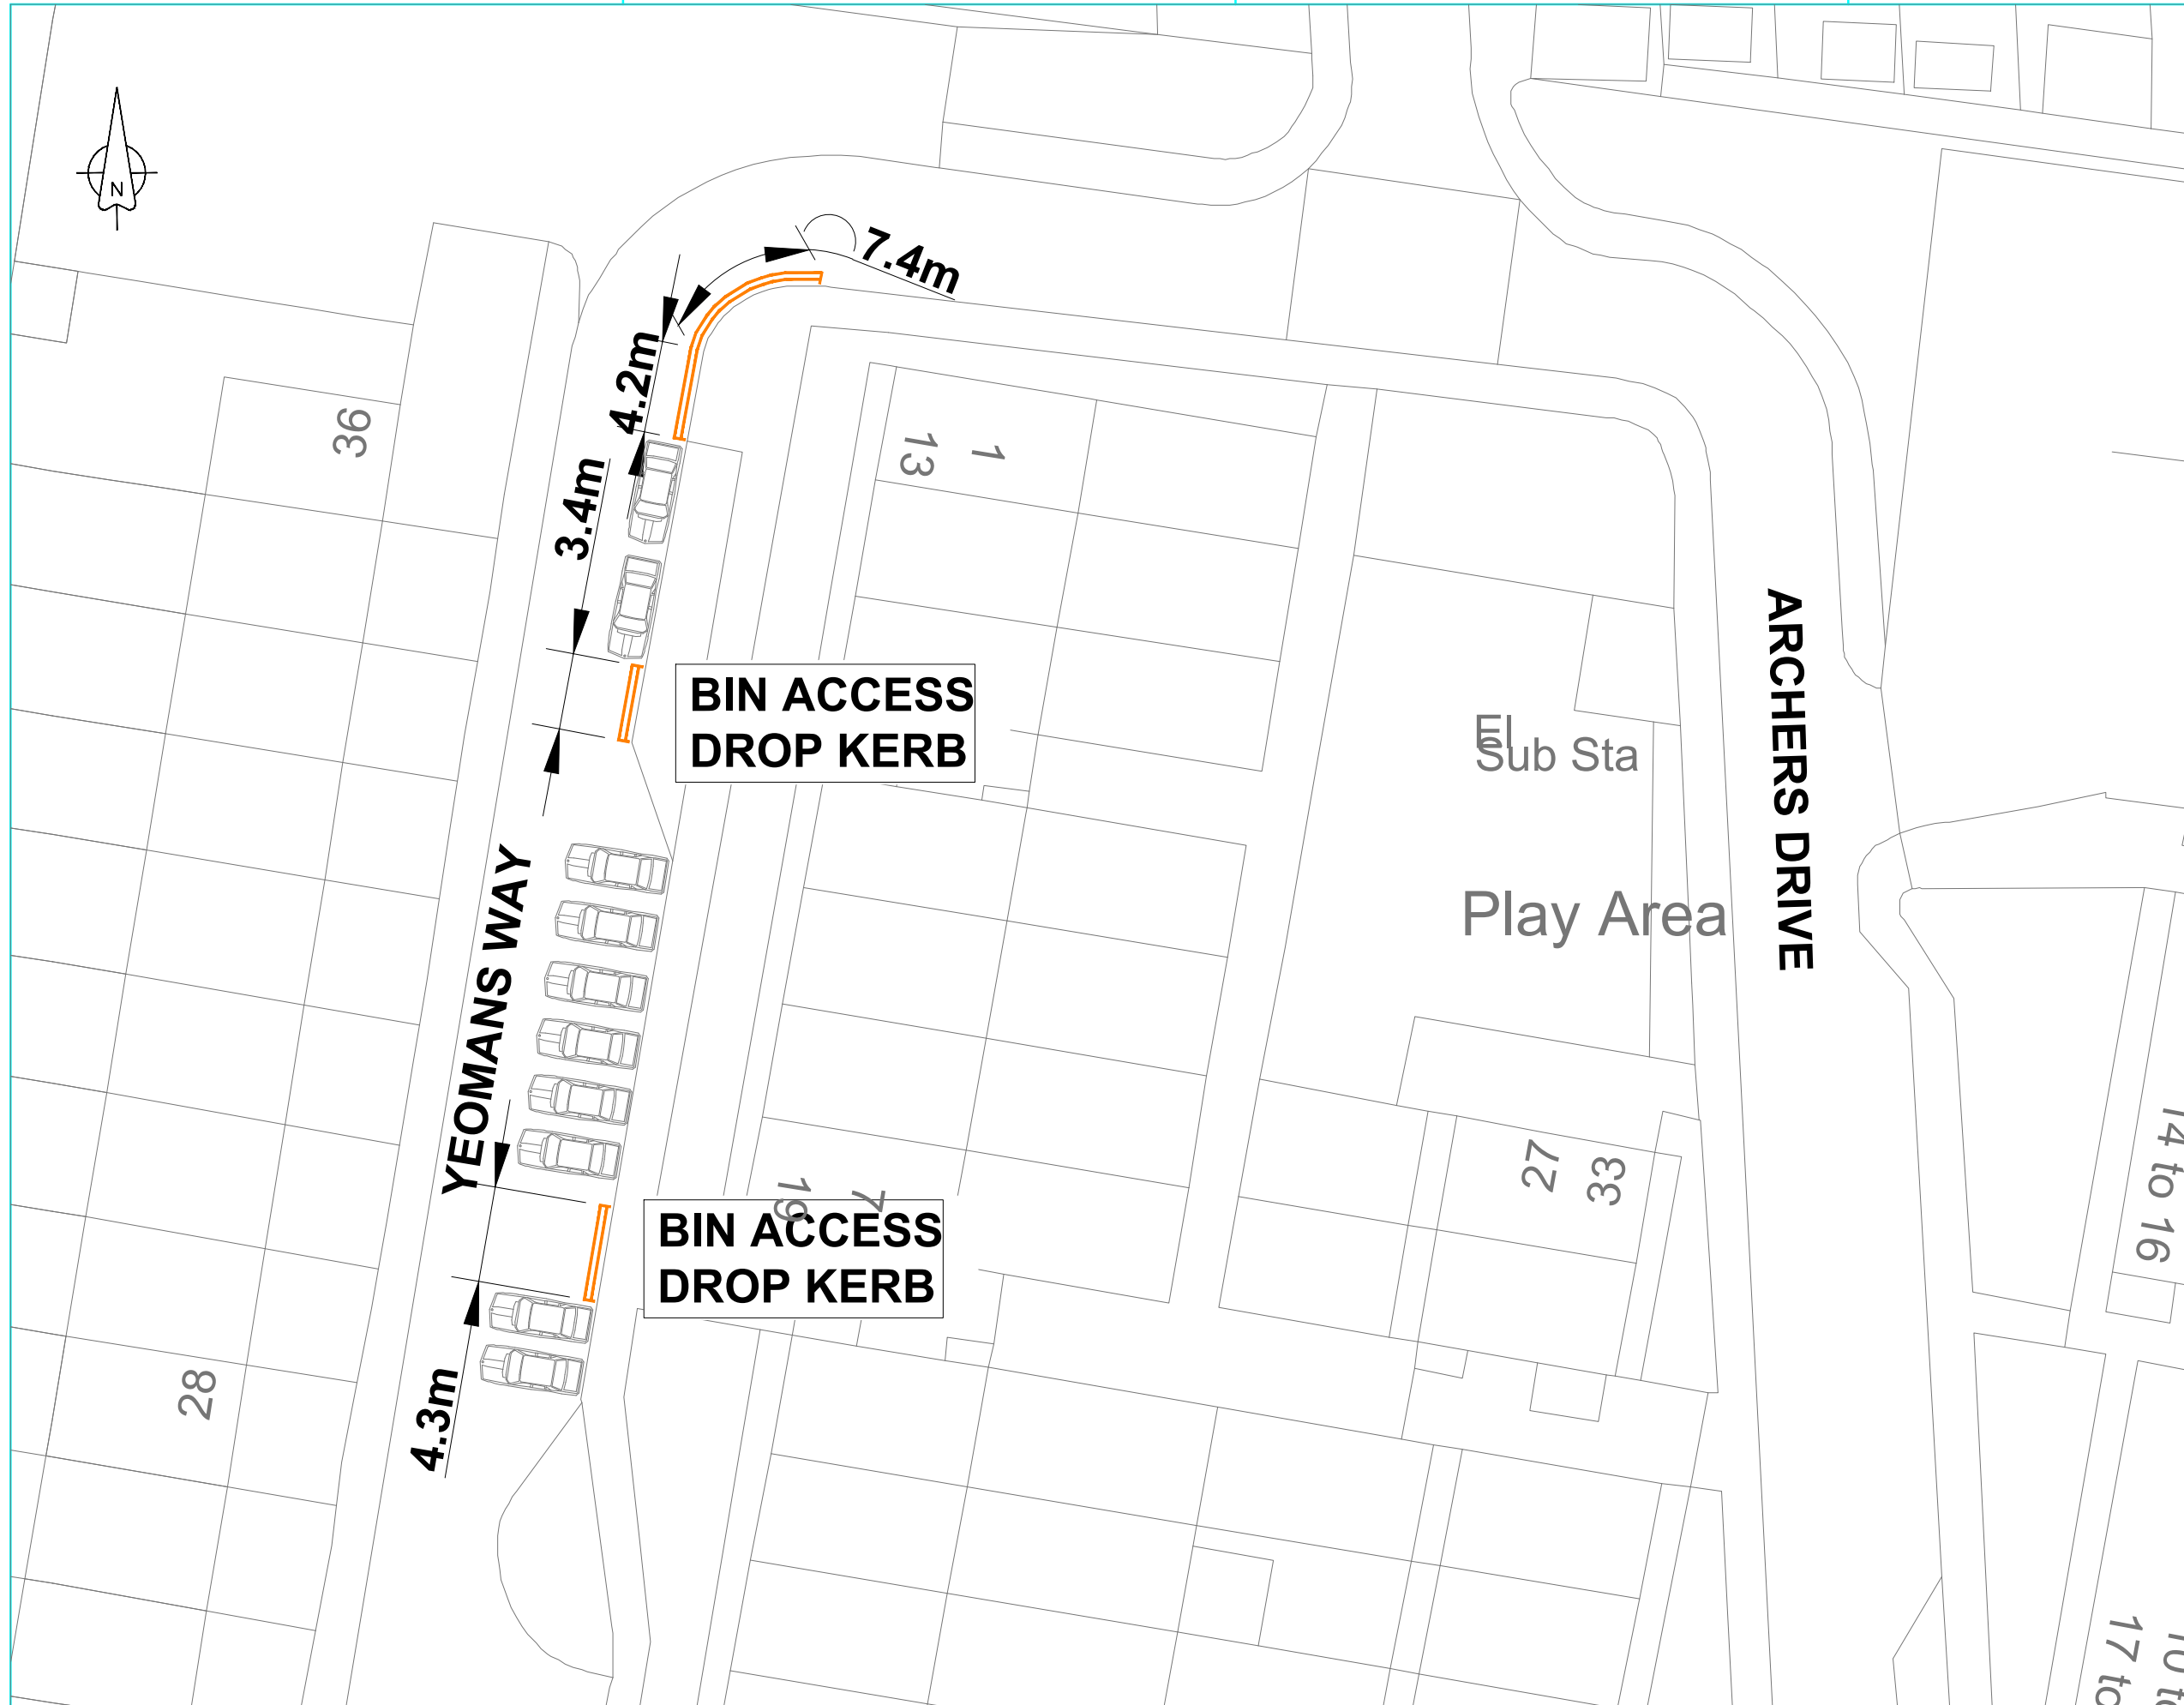 N
7.4m
4.2m
3.4m
36
13
1
BIN ACCESS
DROP KERB
El
Sub Sta
ARCHERS DRIVE
Play Area
YEOMANS WAY
27
33
14 to 16
19
7
BIN ACCESS
DROP KERB
28
4.3m
17 to
10 to